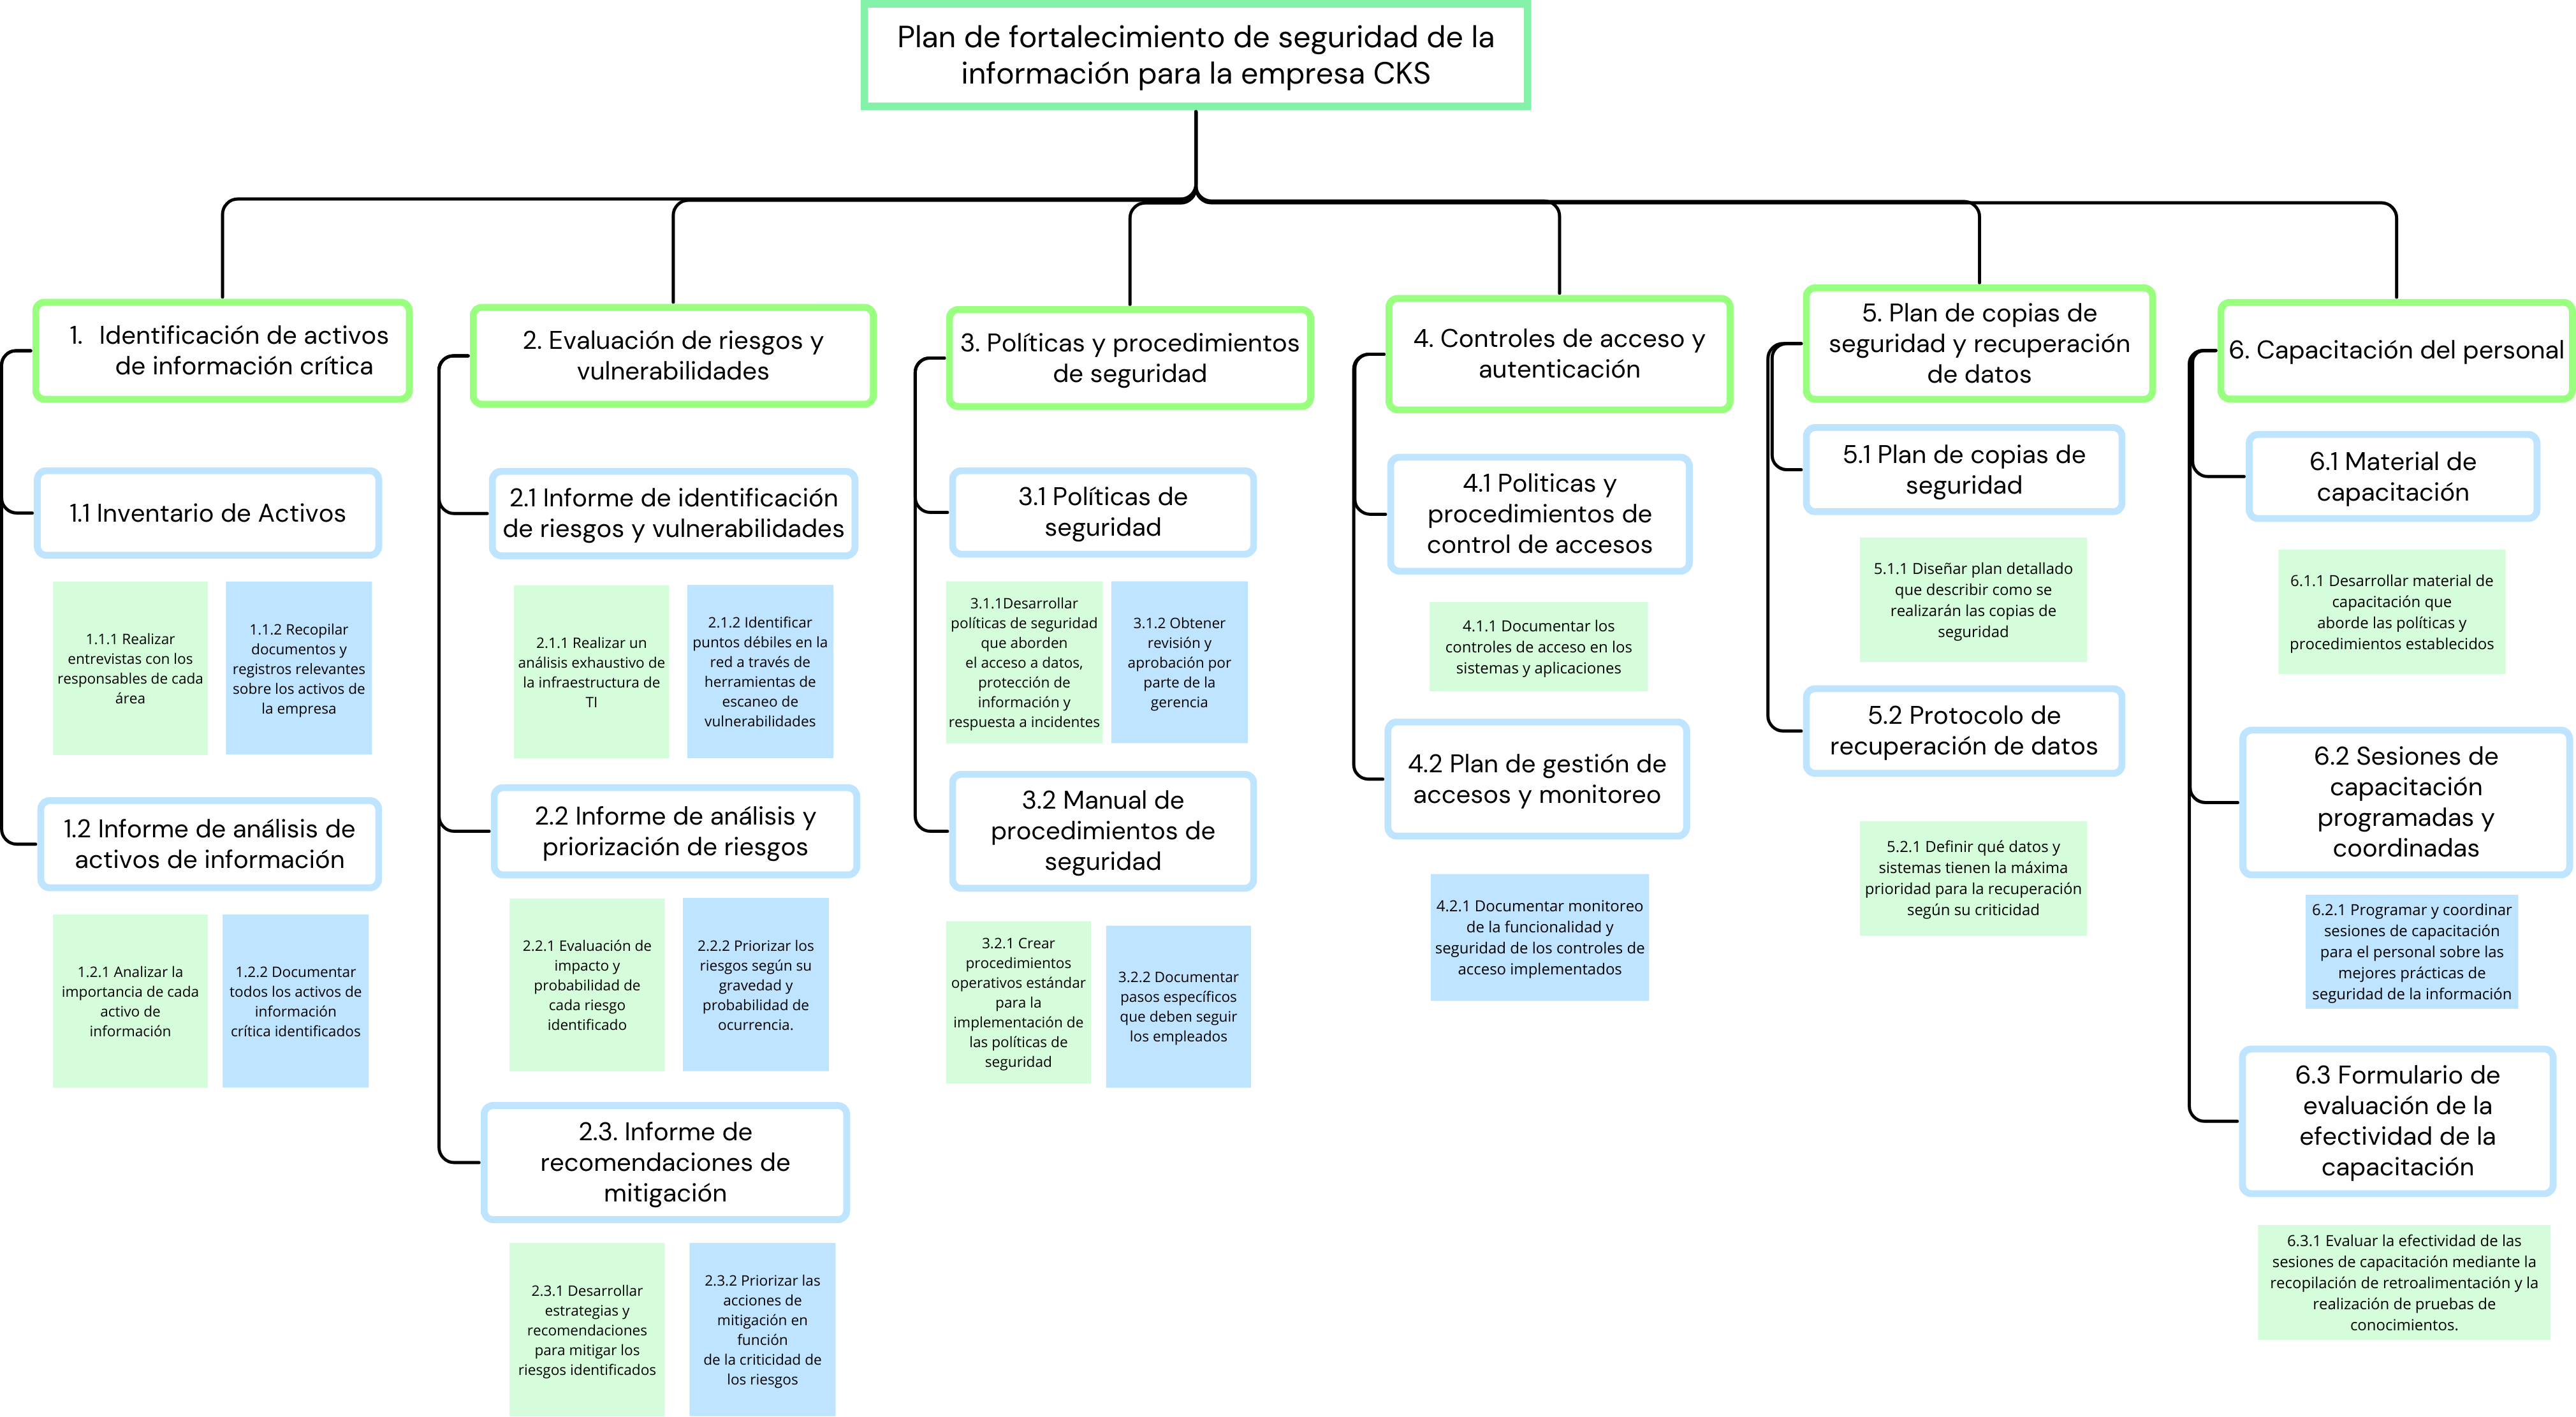 Plan de fortalecimiento de seguridad de la
información para la empresa CKS
1. Identificación de activos
de información crítica
1.1 Inventario de Activos
1.1.1 Realizar
entrevistas con los
responsables de cada
área
1.1.2 Recopilar
documentos y
registros relevantes
sobre los activos de
la empresa
1.2 Informe de análisis de
activos de información
1.2.1 Analizar la
importancia de cada
activo de
información
1.2.2 Documentar
todos los activos de
información
crítica identificados
2. Evaluación de riesgos y
vulnerabilidades
2.1 Informe de identificación
de riesgos y vulnerabilidades
2.1.1 Realizar un
análisis exhaustivo de
la infraestructura de
TI
2.1.2 Identificar
puntos débiles en la
red a través de
herramientas de
escaneo de
vulnerabilidades
2.2 Informe de análisis y
priorización de riesgos
2.2.1 Evaluación de
impacto y
probabilidad de
cada riesgo
identificado
2.2.2 Priorizar los
riesgos según su
gravedad y
probabilidad de
ocurrencia.
2.3. Informe de
recomendaciones de
mitigación
2.3.1 Desarrollar
estrategias y
recomendaciones
para mitigar los
riesgos identificados
2.3.2 Priorizar las
acciones de
mitigación en
función
de la criticidad de
los riesgos
3. Políticas y procedimientos
de seguridad
3.1 Políticas de
seguridad
3.1.1Desarrollar
políticas de seguridad
que aborden
el acceso a datos,
protección de
información y
respuesta a incidentes
3.1.2 Obtener
revisión y
aprobación por
parte de la
gerencia
3.2 Manual de
procedimientos de
seguridad
3.2.1 Crear
procedimientos
operativos estándar
para la
implementación de
las políticas de
seguridad
3.2.2 Documentar
pasos específicos
que deben seguir
los empleados
4. Controles de acceso y
autenticación
4.1 Politicas y
procedimientos de
control de accesos
4.1.1 Documentar los
controles de acceso en los
sistemas y aplicaciones
4.2 Plan de gestión de
accesos y monitoreo
4.2.1 Documentar monitoreo
de la funcionalidad y
seguridad de los controles de
acceso implementados
5. Plan de copias de
seguridad y recuperación
de datos
5.1 Plan de copias de
seguridad
5.1.1 Diseñar plan detallado
que describir como se
realizarán las copias de
seguridad
5.2 Protocolo de
recuperación de datos
5.2.1 Definir qué datos y
sistemas tienen la máxima
prioridad para la recuperación
según su criticidad
6. Capacitación del personal
6.1 Material de
capacitación
6.1.1 Desarrollar material de
capacitación que
aborde las políticas y
procedimientos establecidos
6.2 Sesiones de
capacitación
programadas y
coordinadas
6.2.1 Programar y coordinar
sesiones de capacitación
para el personal sobre las
mejores prácticas de
seguridad de la información
6.3 Formulario de
evaluación de la
efectividad de la
capacitación
6.3.1 Evaluar la efectividad de las
sesiones de capacitación mediante la
recopilación de retroalimentación y la
realización de pruebas de
conocimientos.